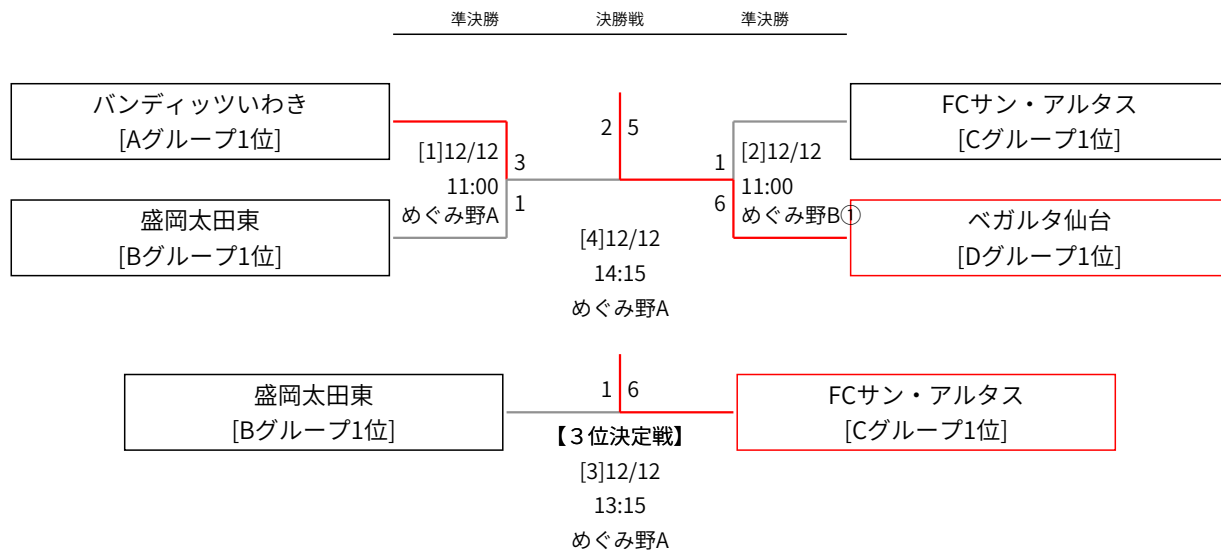 準決勝 決勝戦 準決勝
バンディッツいわき
[Aグループ1位]
FCサン・アルタス
[Cグループ1位]
2 5
[1]12/12
3
11:00
めぐみ野A
1
1
[2]12/12
11:00
6
めぐみ野B①
盛岡太田東
[Bグループ1位]
ベガルタ仙台
[Dグループ1位]
[4]12/12
14:15
めぐみ野A
盛岡太田東
[Bグループ1位]
1 6
FCサン・アルタス
[Cグループ1位]
【３位決定戦】
[3]12/12
13:15
めぐみ野A